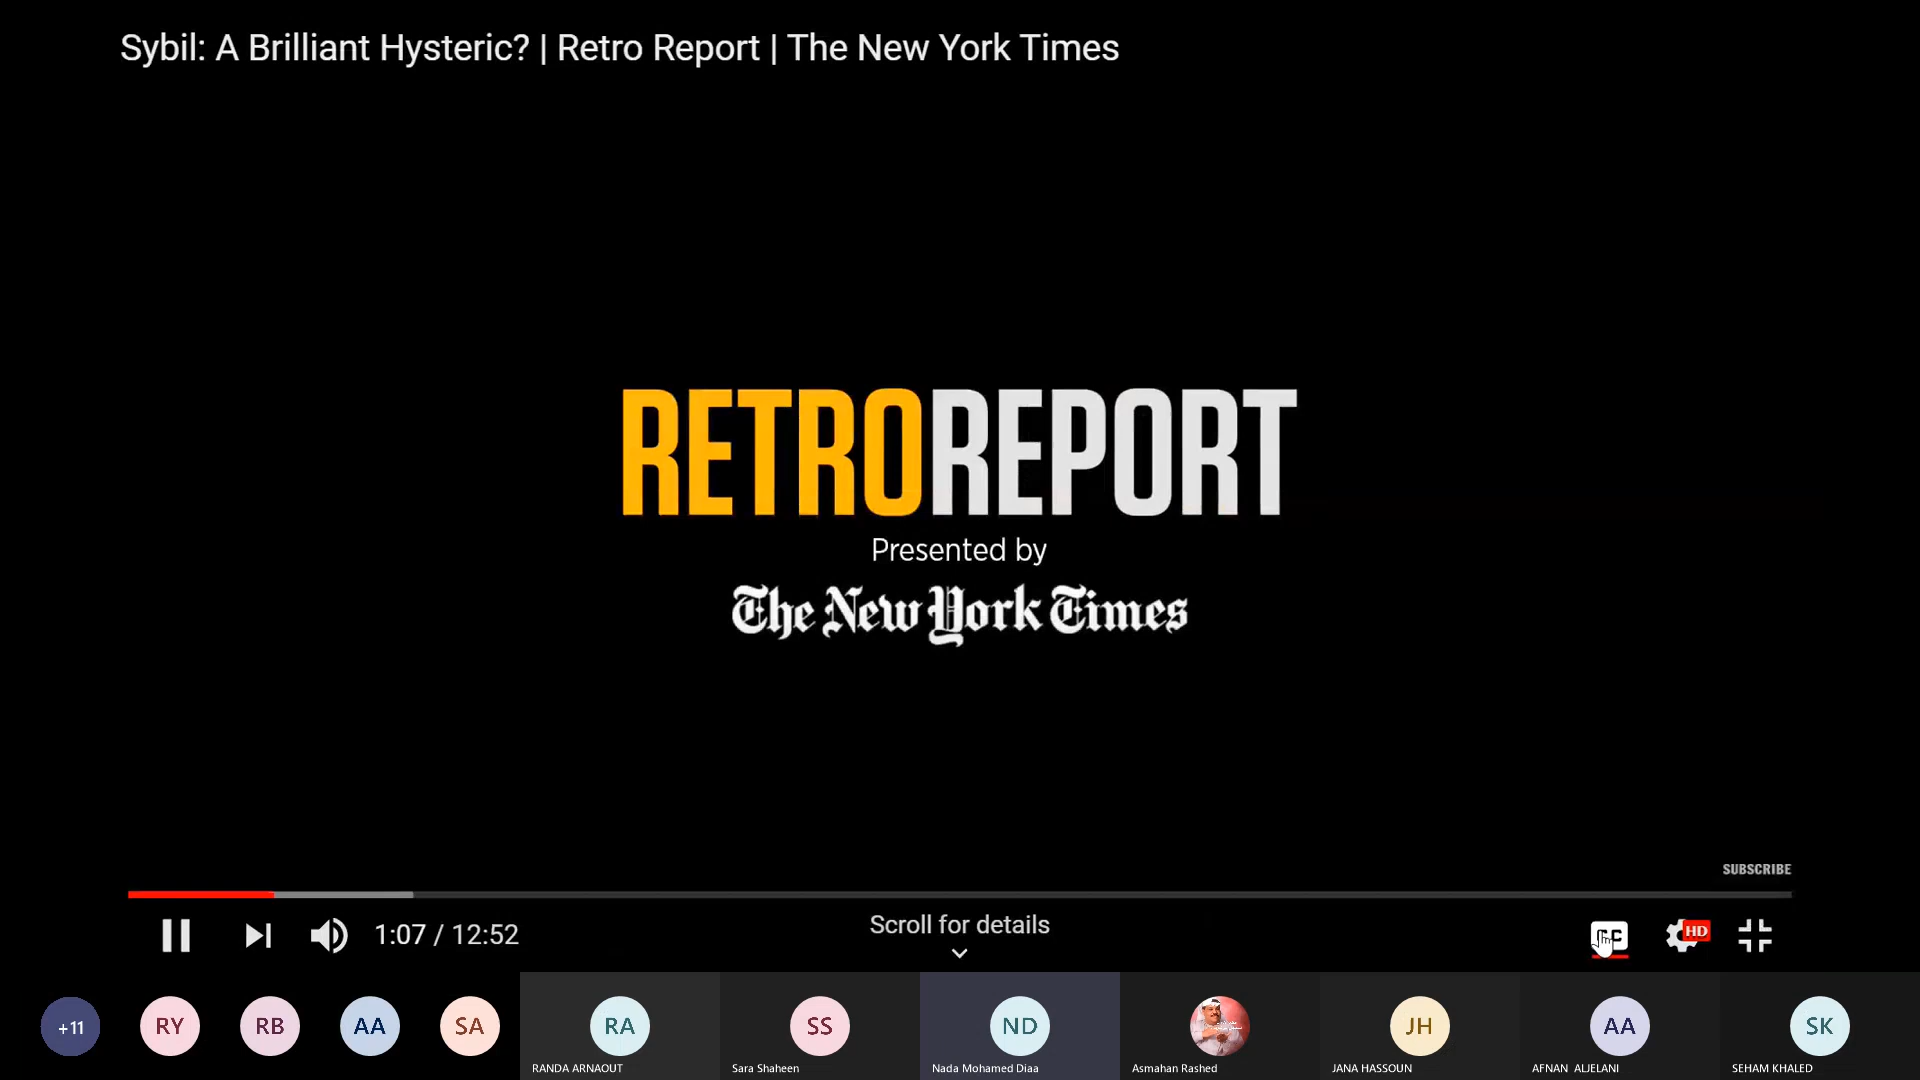 Sybil: A Brilliant Hysteric? | Retro Report | The New York Times
RETROREPORT
Presented by
The New York Times
SUBSCRIBE
1:07 / 12:52
Scroll for details
HD
+11
RY
RB
AA
SA
RA
SS
ND
JH
AA
SK
RANDA ARNAOUT
Sara Shaheen
Nada Mohamed Diaa
Asmahan Rashed
JANA HASSOUN
AFNAN ALJELANI
SEHAM KHALED